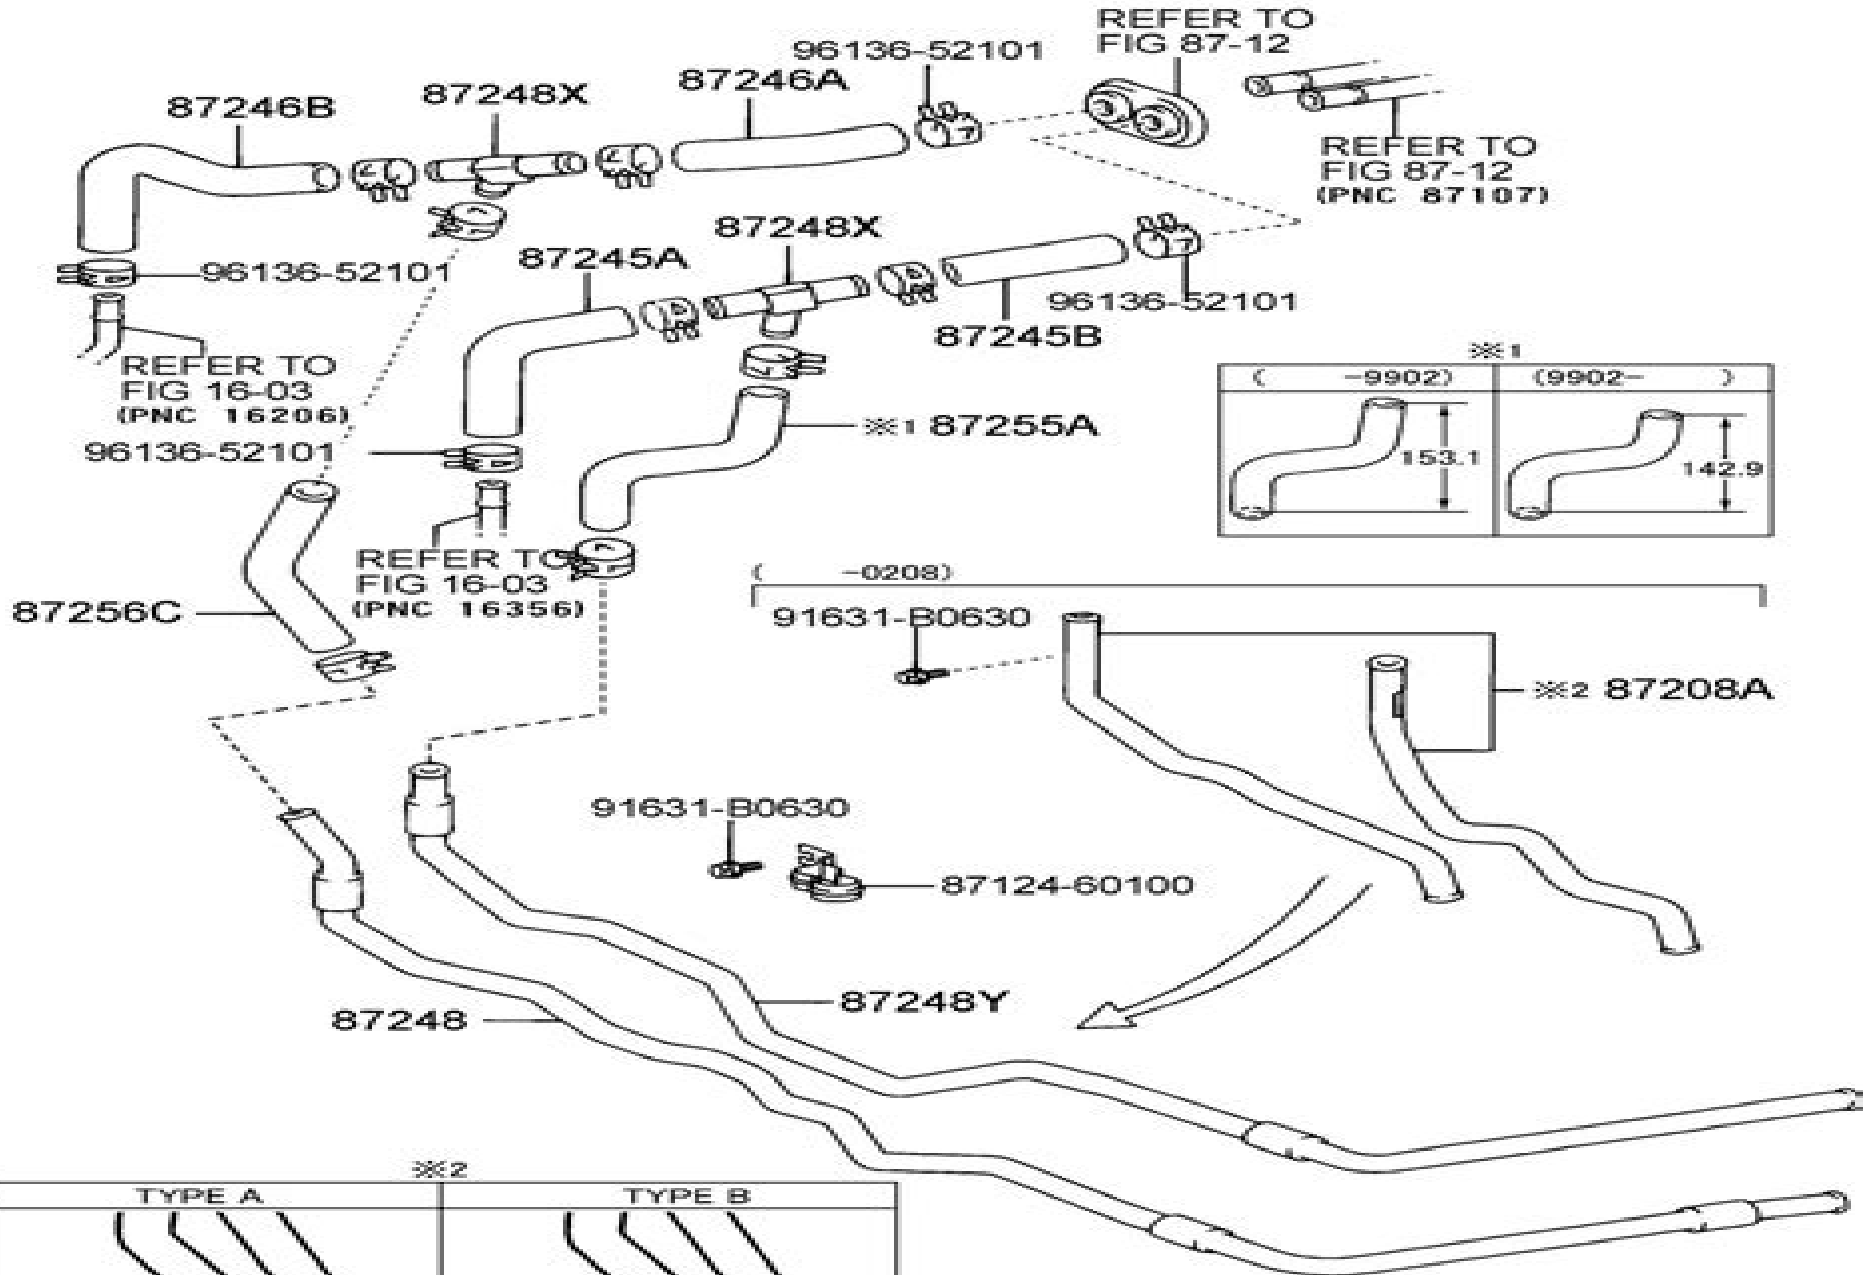 REFER TO
FIG 87-12
96136-52101
87246A
87248X
87246B
REFER TO
FIG 87-12
(PNC 87107)
87248X
87245A
96136-52101
96136-52101
87245B
REFER TO
FIG 16-03
(PNC 16206)
※1
( -9902)
(9902- )
153.1
142.9
※1 87255A
96136-52101
REFER TO
FIG 16-03
(PNC 16356)
87256C
( -0208)
91631-B0630
※2 87208A
91631-B0630
87124-60100
87248Y
87248
※2
TYPE A
TYPE B